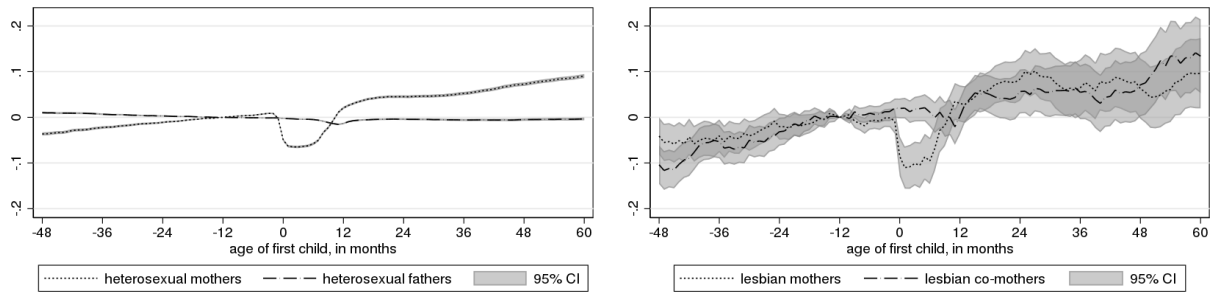 .2
.1
0
-.1
-.2
-48 -36 -24 -12 0 12 24 36 48 60
age of first child, in months
heterosexual mothers heterosexual fathers 95% CI
.2
.1
0
-.1
-.2
-48 -36 -24 -12 0 12 24 36 48 60
age of first child, in months
lesbian mothers lesbian co-mothers 95% CI